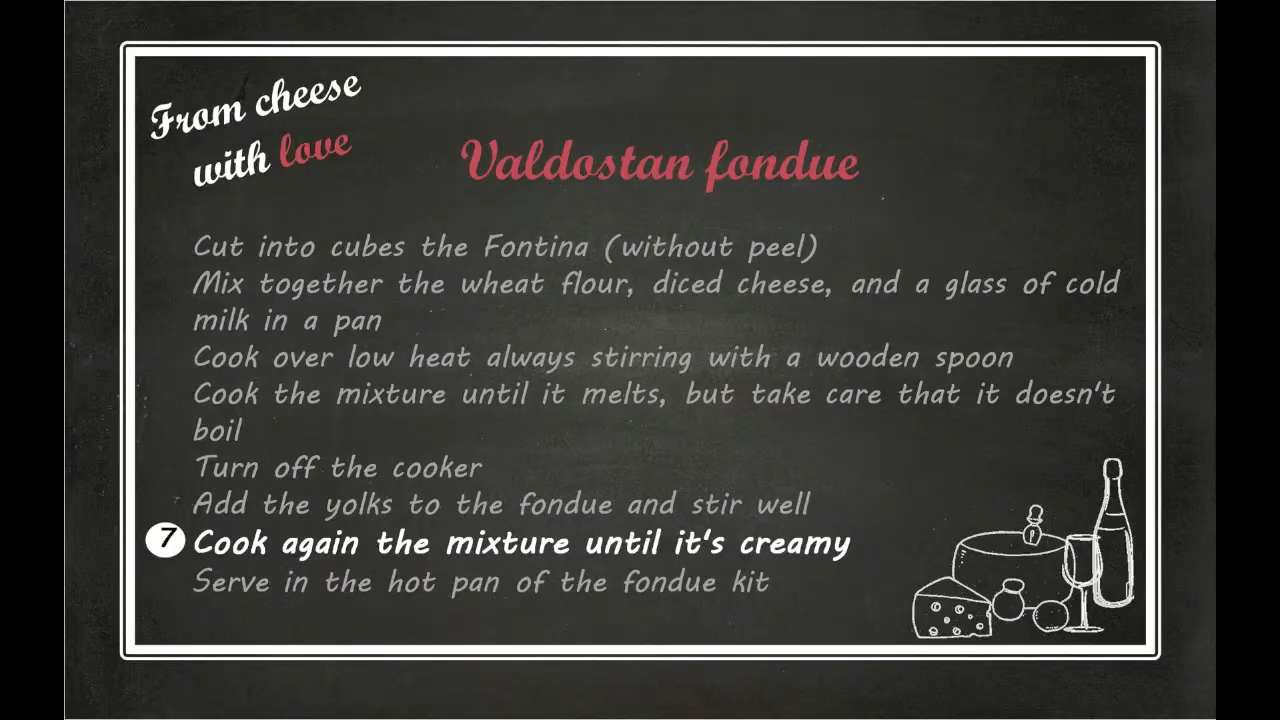 From cheese
with love
Valdostan fondue
Cut into cubes the Fontina (without peel)
Mix together the wheat flour, diced cheese, and a glass of cold
milk in a pan
Cook over low heat always stirring with a wooden spoon
Cook the mixture until it melts, but take care that it doesn't
boil
Turn off the cooker
Add the yolks to the fondue and stir well
7 Cook again the mixture until it's creamy
Serve in the hot pan of the fondue kit